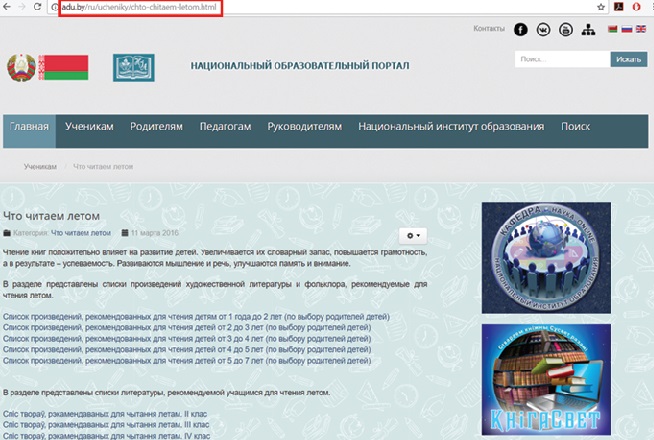 adu.by/ru/ucheniky/chto-chitaem-letom.html
Контакты
Поиск...
Искать
НАЦИОНАЛЬНЫЙ ОБРАЗОВАТЕЛЬНЫЙ ПОРТАЛ
Главная Ученикам Родителям Педагогам Руководителям Национальный институт образования Поиск
Ученикам / Что читаем летом
Что читаем летом
Категория: Что читаем летом 11 марта 2016
Чтение книг положительно влияет на развитие детей. Увеличивается их словарный запас, повышается грамотность,
а в результате – успеваемость. Развиваются мышление и речь, улучшаются память и внимание.
В разделе представлены списки произведений художественной литературы и фольклора, рекомендуемые для
чтения летом.
Список произведений, рекомендованных для чтения детям от 1 года до 2 лет (по выбору родителей детям)
Список произведений, рекомендованных для чтения детей от 2 до 3 лет (по выбору родителей детей)
Список произведений, рекомендованных для чтения детей от 3 до 4 лет (по выбору родителей детей)
Список произведений, рекомендованных для чтения детей от 4 до 5 лет (по выбору родителей детей)
Список произведений, рекомендованных для чтения детей от 5 до 7 лет (по выбору родителей детей)
В разделе представлены списки литературы, рекомендуемой учащимся для чтения летом.
Спіс твораў, рэкамендаваных для чытання летам. II клас
Спіс твораў, рэкамендаваных для чытання летам. III клас
Спіс твораў, рэкамендаваных для чытання летам. IV клас
КАФЕДРА - НАУКА ONLINE
НАЦИОНАЛЬНЫЙ ИНСТИТУТ ОБРАЗОВАНИЯ
КнігаСвет